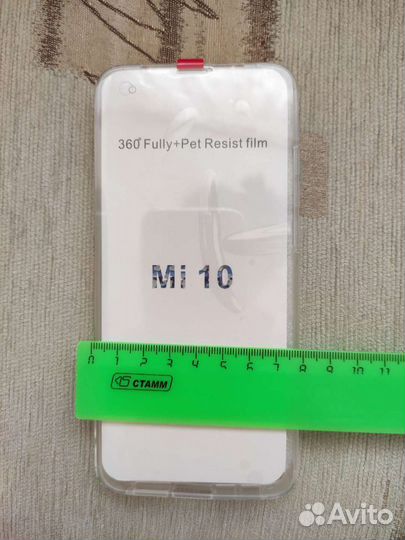 360° Fully+Pet Resist film
Mi 10
0 1 2 3 4 5 6 7 8 9 10 11
СТАММ
Avito